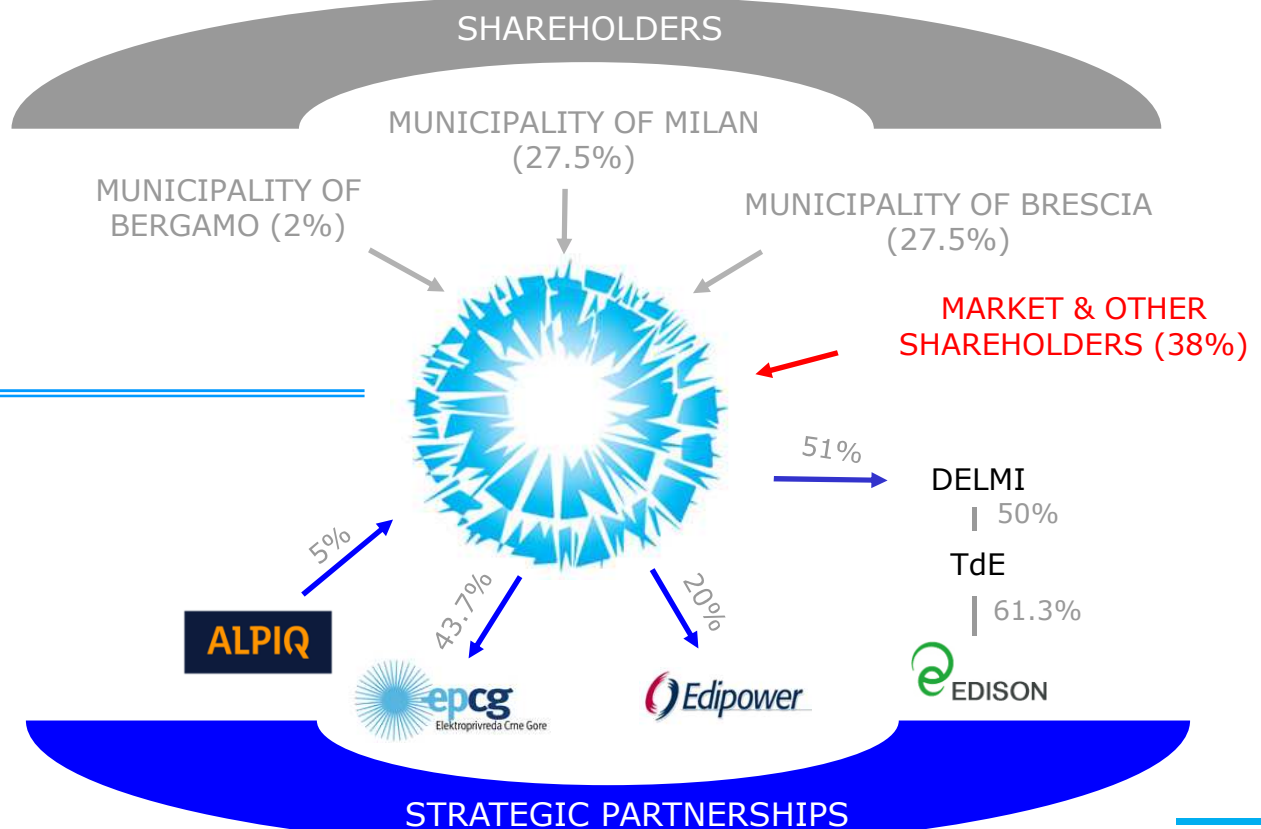 SHAREHOLDERS
MUNICIPALITY OF MILAN
(27.5%)
MUNICIPALITY OF
BERGAMO (2%)
MUNICIPALITY OF BRESCIA
(27.5%)
MARKET & OTHER
SHAREHOLDERS (38%)
51%
DELMI
50%
TdE
61.3%
EDISON
5%
ALPIQ
43.7%
epcg
Elektroprivreda Crne Gore
20%
Edipower
STRATEGIC PARTNERSHIPS